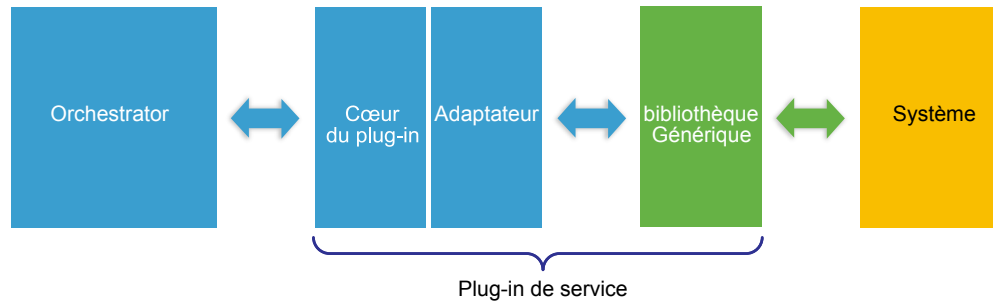 Orchestrator
Cœur
du plug-in
Adaptateur
bibliothèque
Générique
Système
Plug-in de service